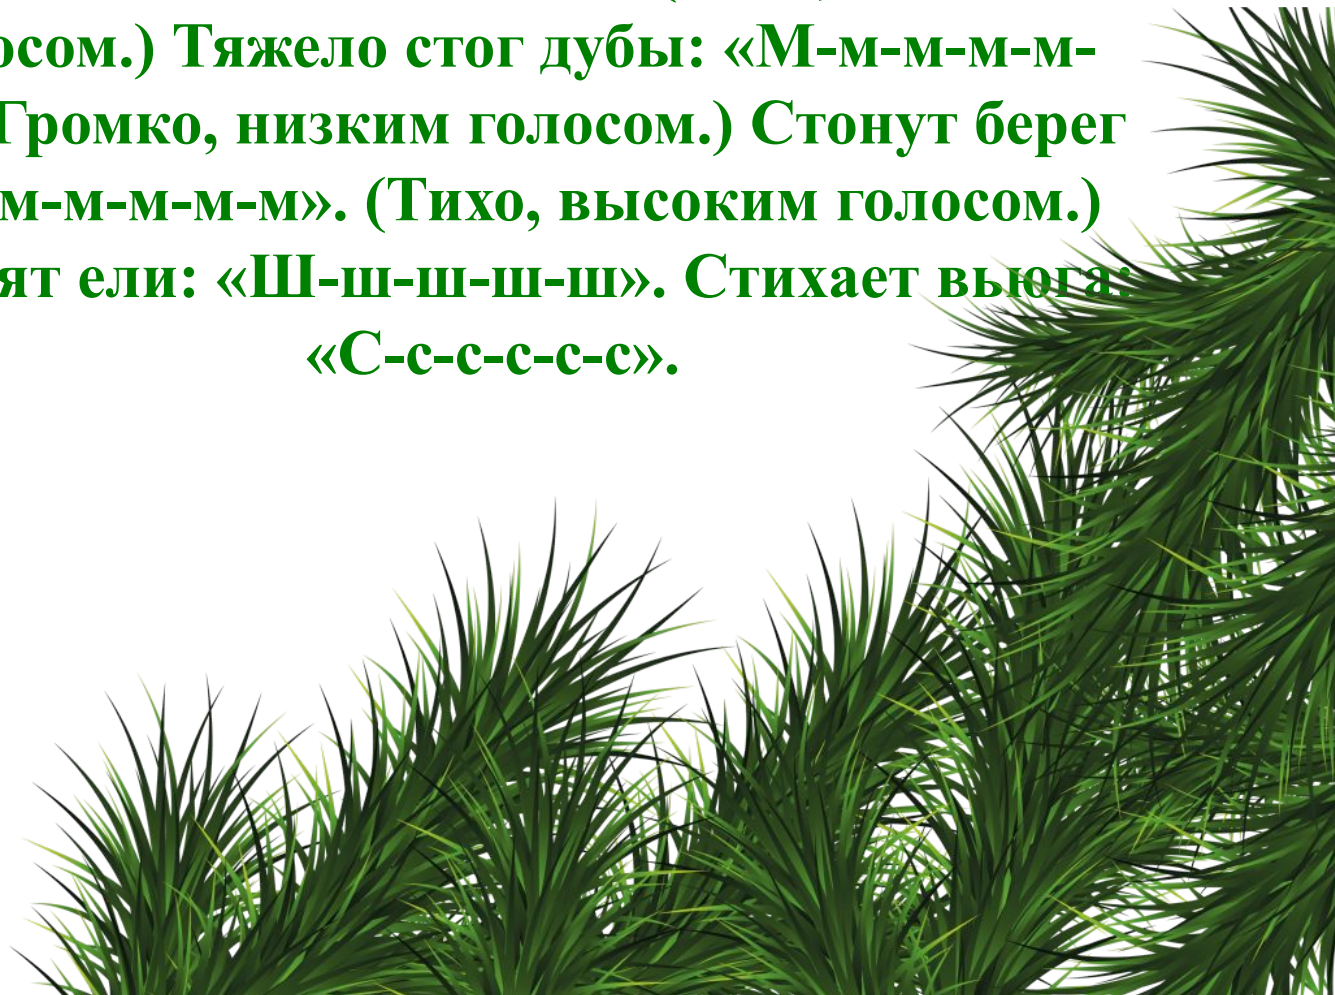 осом.) Тяжело стог дубы: «М-м-м-м-м-
Громко, низким голосом.) Стонут берег
м-м-м-м-м». (Тихо, высоким голосом.)
ят ели: «Ш-ш-ш-ш-ш». Стихает вьюга:
«С-с-с-с-с-с».